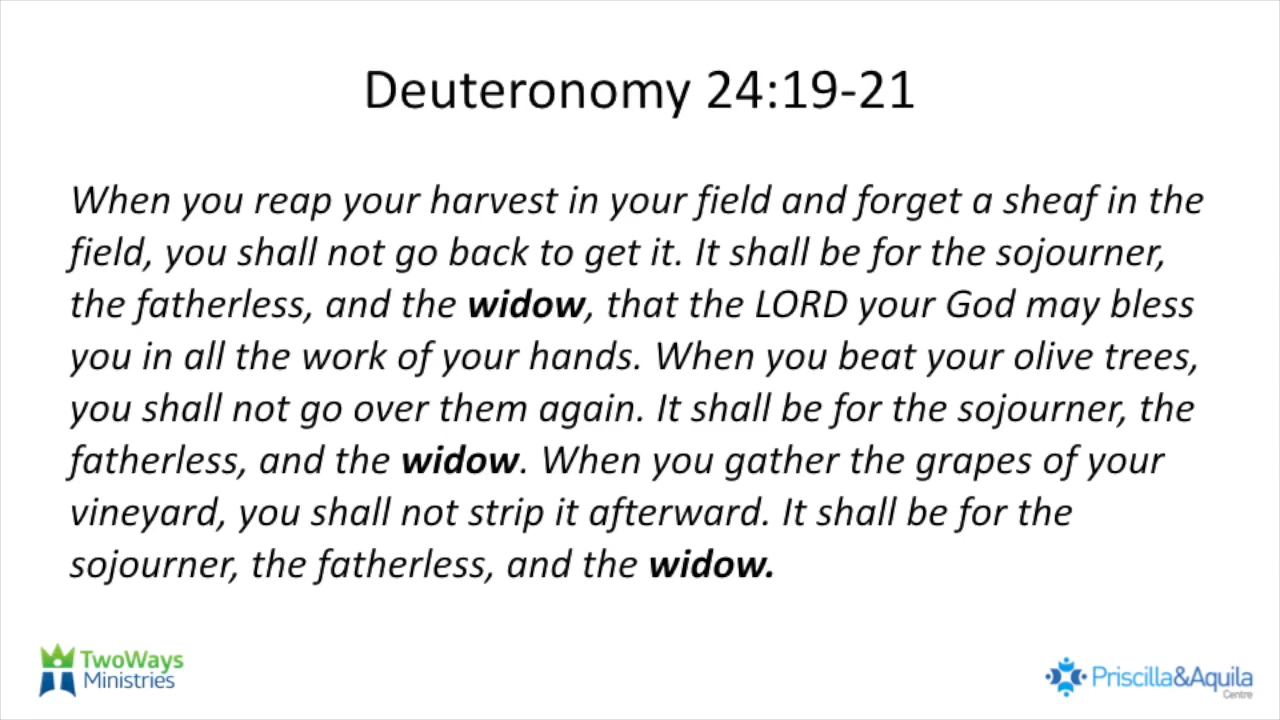 Deuteronomy 24:19-21
When you reap your harvest in your field and forget a sheaf in the
field, you shall not go back to get it. It shall be for the sojourner,
the fatherless, and the widow, that the LORD your God may bless
you in all the work of your hands. When you beat your olive trees,
you shall not go over them again. It shall be for the sojourner, the
fatherless, and the widow. When you gather the grapes of your
vineyard, you shall not strip it afterward. It shall be for the
sojourner, the fatherless, and the widow.
TwoWays
Ministries
Priscilla&Aquila
Centre